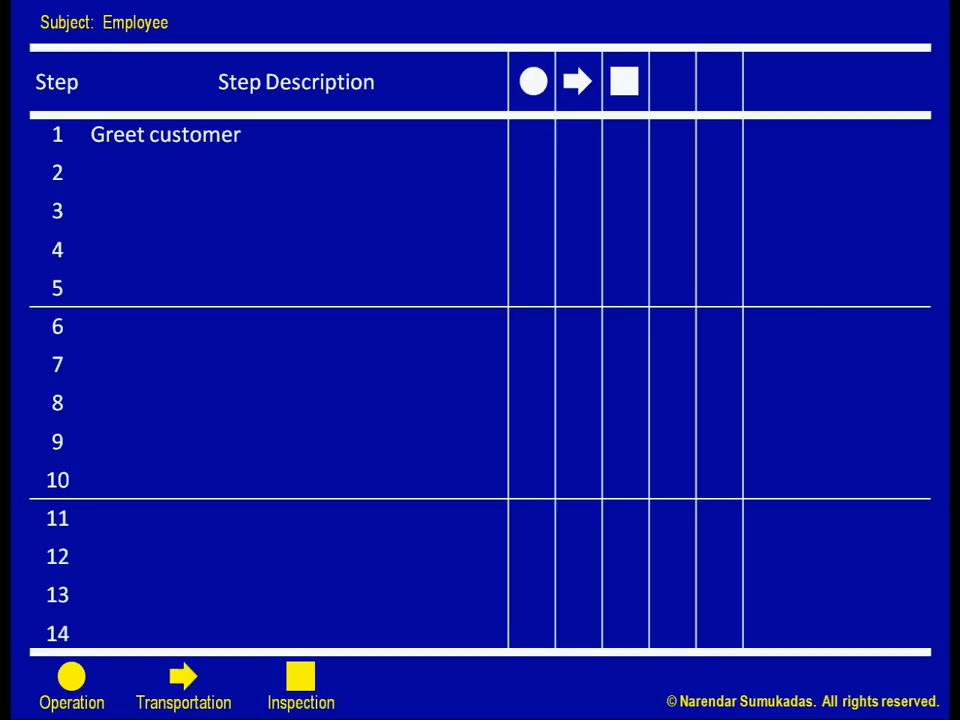 Subject: Employee
Step Step Description
1 Greet customer
2
3
4
5
6
7
8
9
10
11
12
13
14
Operation Transportation Inspection
© Narendar Sumukadas. All rights reserved.